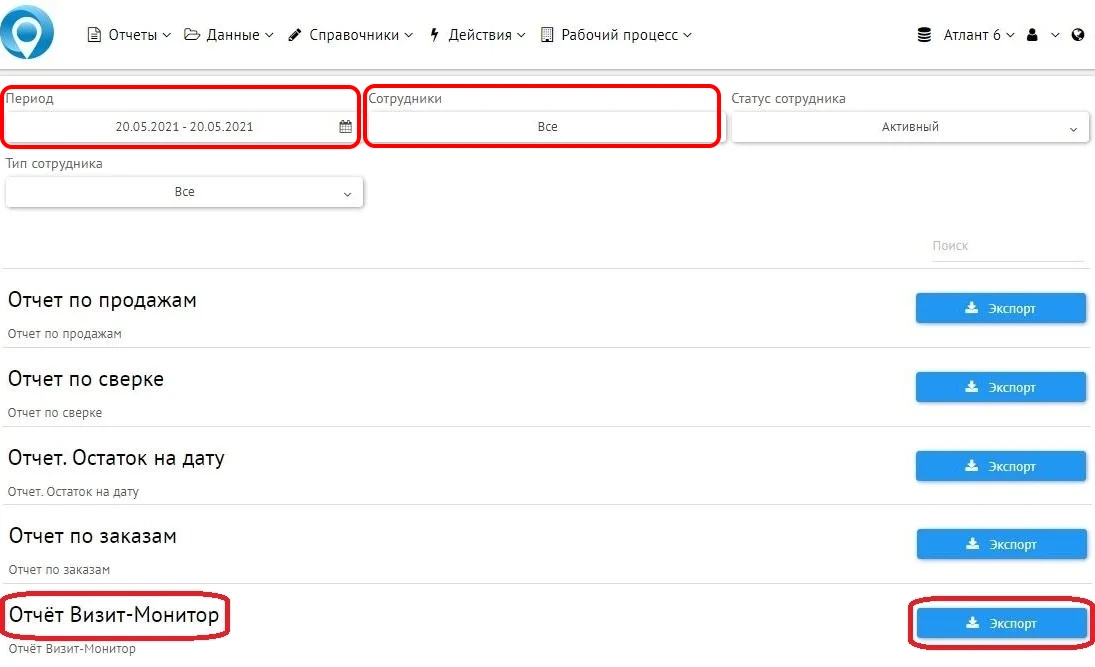 Отчеты Данные Справочники Действия Рабочий процесс Атлант 6
Период Сотрудники Статус сотрудника
20.05.2021 - 20.05.2021 Все Активный
Тип сотрудника
Все
Поиск
Отчет по продажам
Экспорт
Отчет по продажам
Отчет по сверке
Экспорт
Отчет по сверке
Отчет. Остаток на дату
Экспорт
Отчет. Остаток на дату
Отчет по заказам
Экспорт
Отчет по заказам
Отчёт Визит-Монитор
Экспорт
Отчёт Визит-Монитор